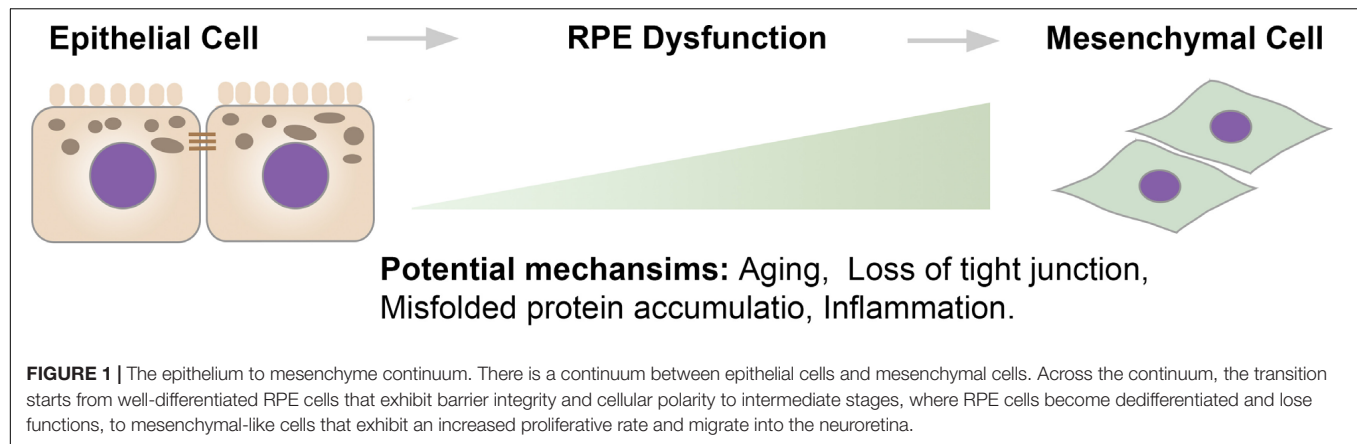 Epithelial Cell RPE Dysfunction Mesenchymal Cell
Potential mechansims: Aging, Loss of tight junction,
Misfolded protein accumulatio, Inflammation.
FIGURE 1 | The epithelium to mesenchyme continuum. There is a continuum between epithelial cells and mesenchymal cells. Across the continuum, the transition
starts from well-differentiated RPE cells that exhibit barrier integrity and cellular polarity to intermediate stages, where RPE cells become dedifferentiated and lose
functions, to mesenchymal-like cells that exhibit an increased proliferative rate and migrate into the neuroretina.